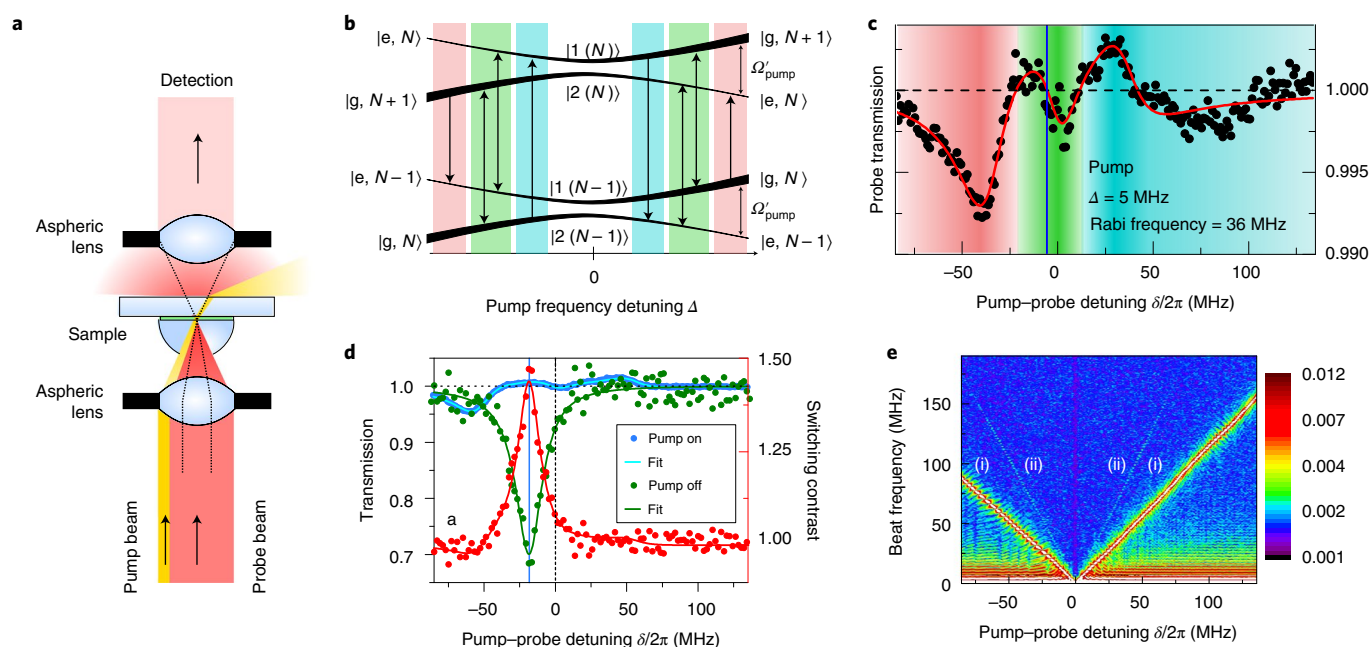 a
Detection
Aspheric
lens
Sample
Aspheric
lens
Pump beam
Probe beam
b
|e, N⟩
|1 (N)⟩
|g, N + 1⟩
Ω′pump
|g, N + 1⟩
|2 (N)⟩
|e, N⟩
|e, N – 1⟩
|1 (N – 1)⟩
|g, N⟩
Ω′pump
|g, N⟩
|2 (N – 1)⟩
|e, N – 1⟩
0
Pump frequency detuning Δ
c
Probe transmission
1.000
0.995
0.990
Pump
Δ = 5 MHz
Rabi frequency = 36 MHz
–50 0 50 100
Pump–probe detuning δ/2π (MHz)
d
Transmission
1.0
0.9
0.8
0.7
a
Pump on
Fit
Pump off
Fit
1.50
1.25
1.00
Switching contrast
–50 0 50 100
Pump–probe detuning δ/2π (MHz)
e
Beat frequency (MHz)
150
100
50
0
(i) (ii) (ii) (i)
–50 0 50 100
Pump–probe detuning δ/2π (MHz)
0.012
0.007
0.004
0.002
0.001